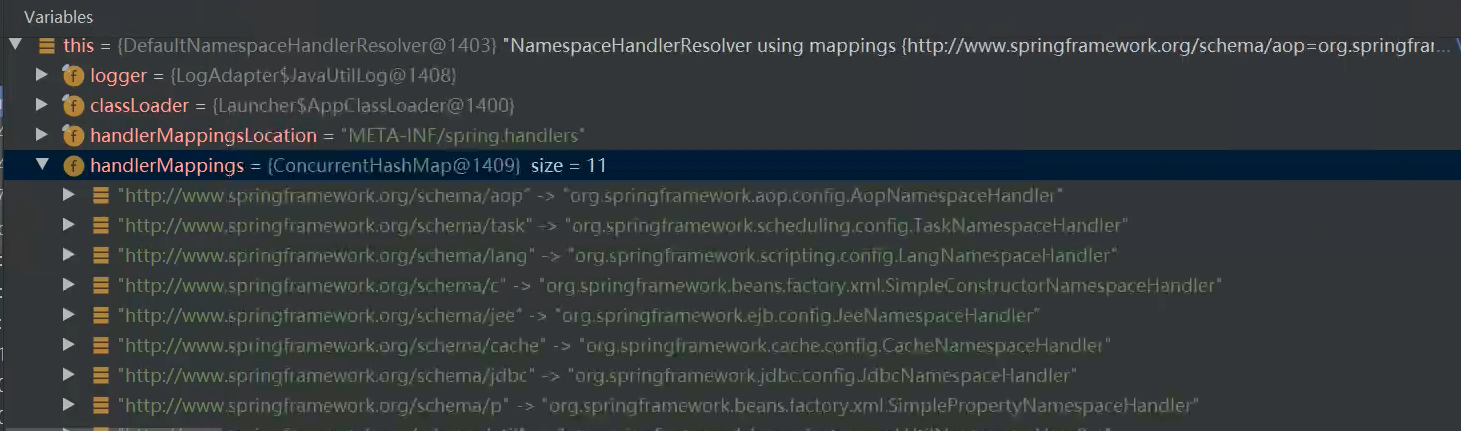 Variables
this = {DefaultNamespaceHandlerResolver@1403} "NamespaceHandlerResolver using mappings {http://www.springframework.org/schema/aop=org.springfrar...
f logger = {LogAdapter$JavaUtilLog@1408}
f classLoader = {Launcher$AppClassLoader@1400}
f handlerMappingsLocation = "META-INF/spring.handlers"
f handlerMappings = {ConcurrentHashMap@1409} size = 11
"http://www.springframework.org/schema/aop" -> "org.springframework.aop.config.AopNamespaceHandler"
"http://www.springframework.org/schema/task" -> "org.springframework.scheduling.config.TaskNamespaceHandler"
"http://www.springframework.org/schema/lang" -> "org.springframework.scripting.config.LangNamespaceHandler"
"http://www.springframework.org/schema/c" -> "org.springframework.beans.factory.xml.SimpleConstructorNamespaceHandler"
"http://www.springframework.org/schema/jee" -> "org.springframework.ejb.config.JeeNamespaceHandler"
"http://www.springframework.org/schema/cache" -> "org.springframework.cache.config.CacheNamespaceHandler"
"http://www.springframework.org/schema/jdbc" -> "org.springframework.jdbc.config.JdbcNamespaceHandler"
"http://www.springframework.org/schema/p" -> "org.springframework.beans.factory.xml.SimplePropertyNamespaceHandler"